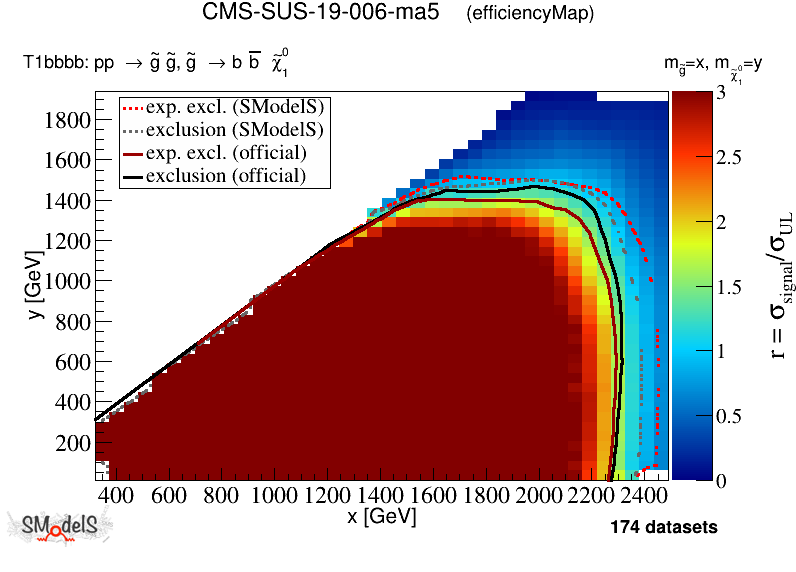 CMS-SUS-19-006-ma5 (efficiencyMap)
T1bbbb: pp → g̃ g̃, g̃ → b b̅ χ̃₁⁰
m_g̃=x, m_χ̃₁⁰=y
exp. excl. (SModelS)
exclusion (SModelS)
exp. excl. (official)
exclusion (official)
1800
1600
1400
1200
1000
800
600
400
200
y [GeV]
400 600 800 1000 1200 1400 1600 1800 2000 2200 2400
x [GeV]
3
2.5
2
1.5
1
0.5
0
r = σ_signal/σ_UL
SModelS
174 datasets